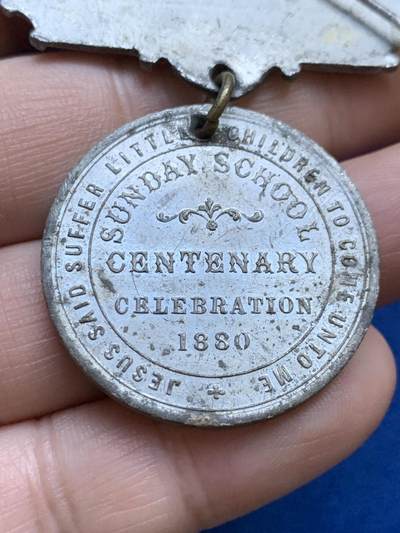 JESUS SAID SUFFER LITTLE CHILDREN TO COME UNTO ME
SUNDAY SCHOOL
CENTENARY
CELEBRATION
1880